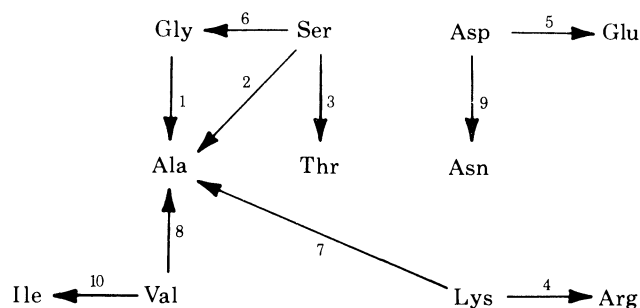 6 5
Gly Ser Asp Glu
1 2 3 9
Ala Thr Asn
8 7
10 4
Ile Val Lys Arg